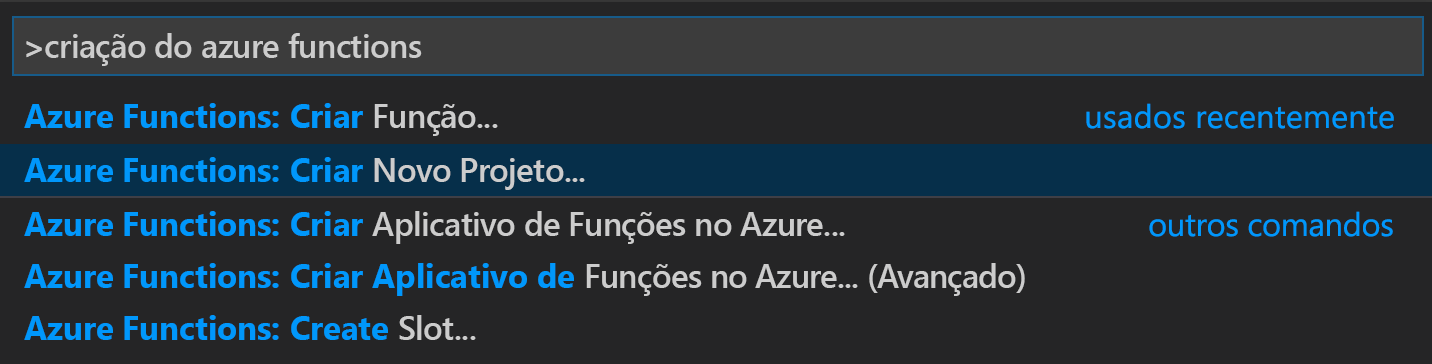 >criação do azure functions
Azure Functions: Criar Função... usados recentemente
Azure Functions: Criar Novo Projeto...
Azure Functions: Criar Aplicativo de Funções no Azure... outros comandos
Azure Functions: Criar Aplicativo de Funções no Azure... (Avançado)
Azure Functions: Create Slot...